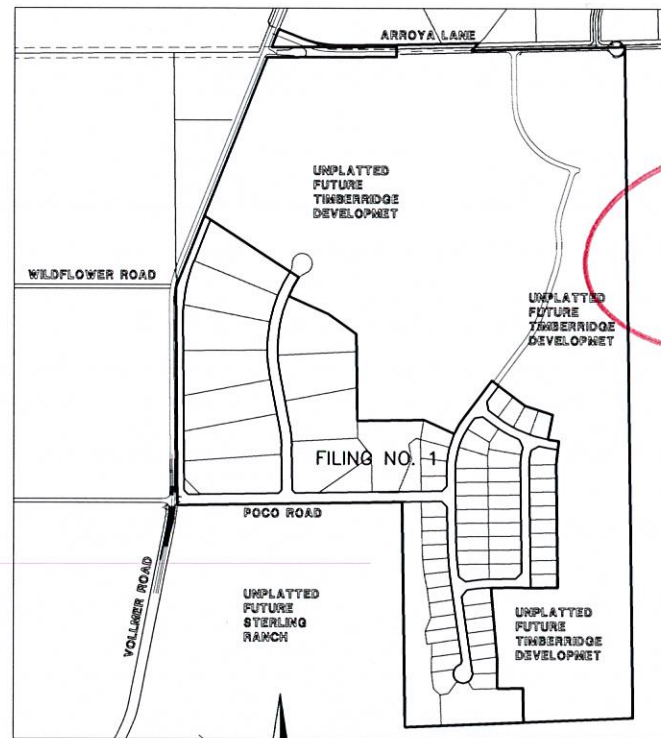 ARROYA LANE
UNPLATTED
FUTURE
TIMBERRIDGE
DEVELOPMET
WILDFLOWER ROAD
UNPLATTED
FUTURE
TIMBERRIDGE
DEVELOPMET
FILING NO. 1
POCO ROAD
VOLLMER ROAD
UNPLATTED
FUTURE
STERLING
RANCH
UNPLATTED
FUTURE
TIMBERRIDGE
DEVELOPMET